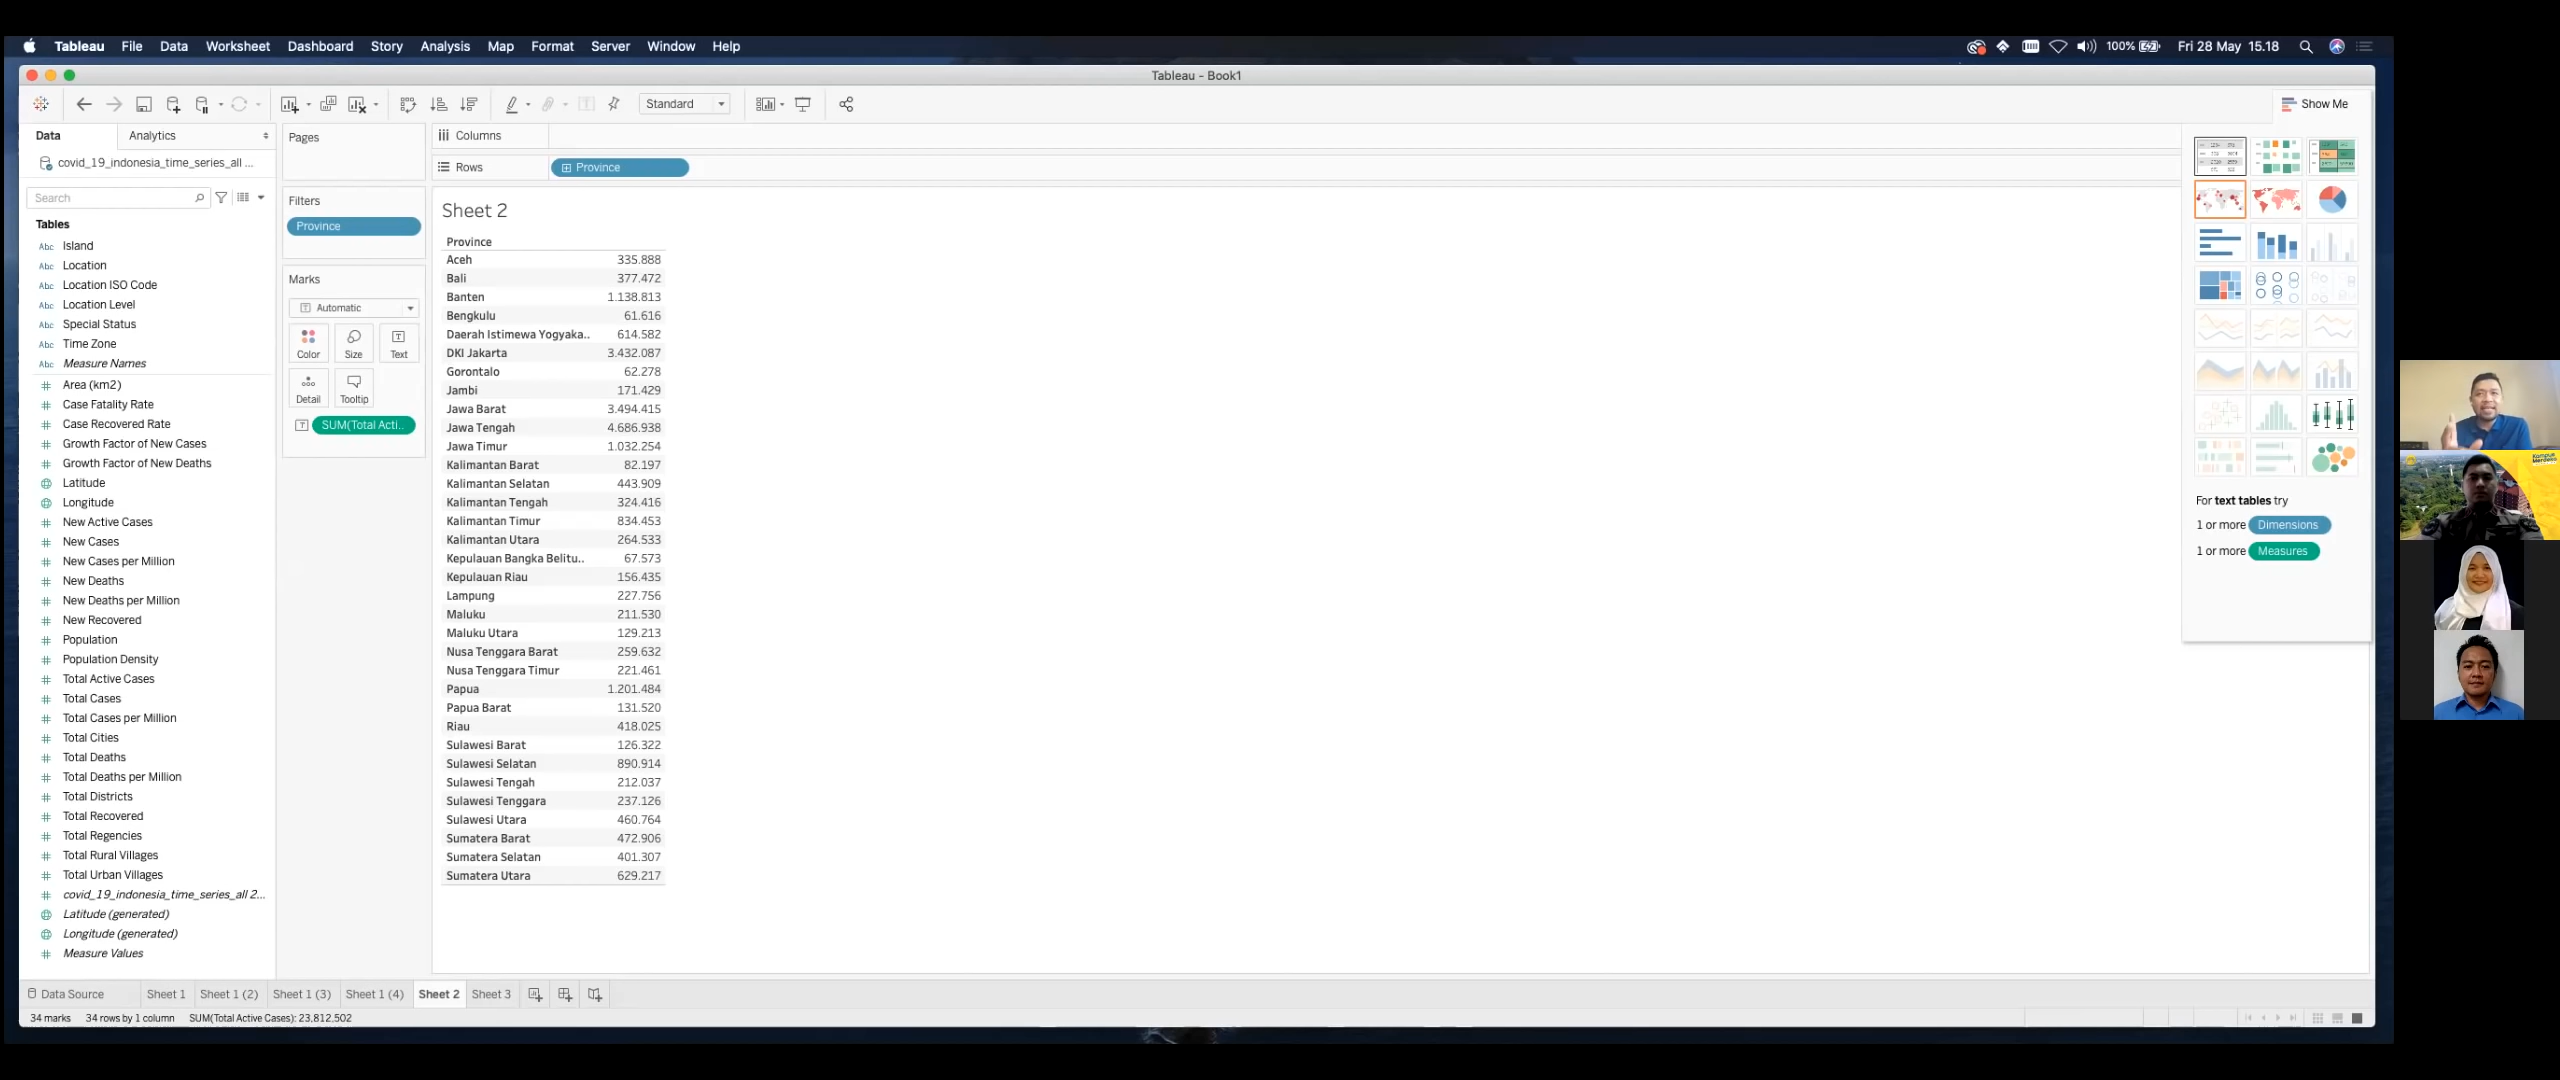 Tableau File Data Worksheet Dashboard Story Analysis Map Format Server Window Help 100% Fri 28 May 15.18
Tableau - Book1
Standard Show Me
Data Analytics
covid_19_indonesia_time_series_all ...
Search
Tables
Abc Island
Abc Location
Abc Location ISO Code
Abc Location Level
Abc Special Status
Abc Time Zone
Abc Measure Names
# Area (km2)
# Case Fatality Rate
# Case Recovered Rate
# Growth Factor of New Cases
# Growth Factor of New Deaths
Latitude
Longitude
# New Active Cases
# New Cases
# New Cases per Million
# New Deaths
# New Deaths per Million
# New Recovered
# Population
# Population Density
# Total Active Cases
# Total Cases
# Total Cases per Million
# Total Cities
# Total Deaths
# Total Deaths per Million
# Total Districts
# Total Recovered
# Total Regencies
# Total Rural Villages
# Total Urban Villages
# covid_19_indonesia_time_series_all 2...
Latitude (generated)
Longitude (generated)
# Measure Values
Pages
Filters
Province
Marks
Automatic
Color Size Text
Detail Tooltip
SUM(Total Acti..
Columns
Rows Province
Sheet 2
Province
Aceh 335.888
Bali 377.472
Banten 1.138.813
Bengkulu 61.616
Daerah Istimewa Yogyaka.. 614.582
DKI Jakarta 3.432.087
Gorontalo 62.278
Jambi 171.429
Jawa Barat 3.494.415
Jawa Tengah 4.686.938
Jawa Timur 1.032.254
Kalimantan Barat 82.197
Kalimantan Selatan 443.909
Kalimantan Tengah 324.416
Kalimantan Timur 834.453
Kalimantan Utara 264.533
Kepulauan Bangka Belitu.. 67.573
Kepulauan Riau 156.435
Lampung 227.756
Maluku 211.530
Maluku Utara 129.213
Nusa Tenggara Barat 259.632
Nusa Tenggara Timur 221.461
Papua 1.201.484
Papua Barat 131.520
Riau 418.025
Sulawesi Barat 126.322
Sulawesi Selatan 890.914
Sulawesi Tengah 212.037
Sulawesi Tenggara 237.126
Sulawesi Utara 460.764
Sumatera Barat 472.906
Sumatera Selatan 401.307
Sumatera Utara 629.217
For text tables try
1 or more Dimensions
1 or more Measures
Kampus
Merdeka
Data Source Sheet 1 Sheet 1 (2) Sheet 1 (3) Sheet 1 (4) Sheet 2 Sheet 3
34 marks 34 rows by 1 column SUM(Total Active Cases): 23,812,502